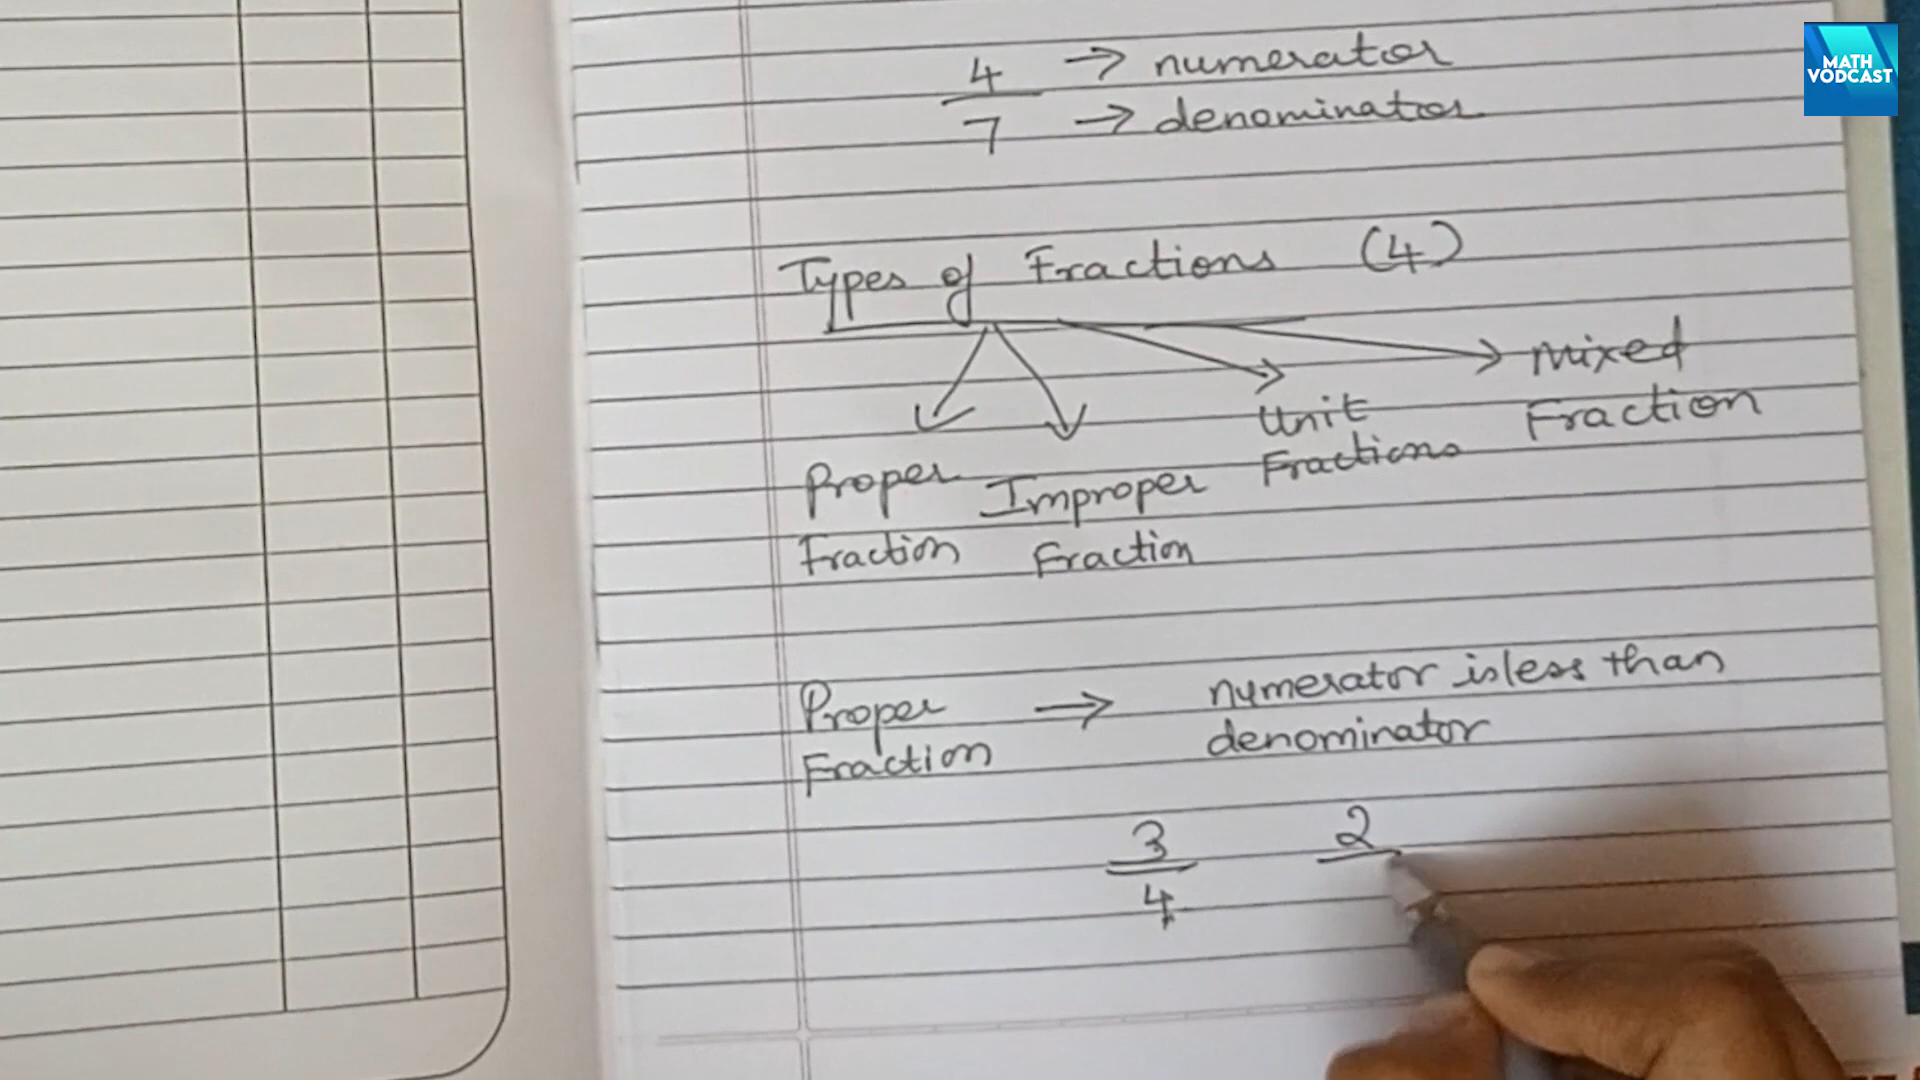 MATH
VODCAST
4 → numerator
7 → denominator
Types of Fractions (4)
Proper
Fraction
Improper
Fraction
Unit
Fractions
Mixed
Fraction
Proper
Fraction
→
numerator is less than
denominator
3
4
2